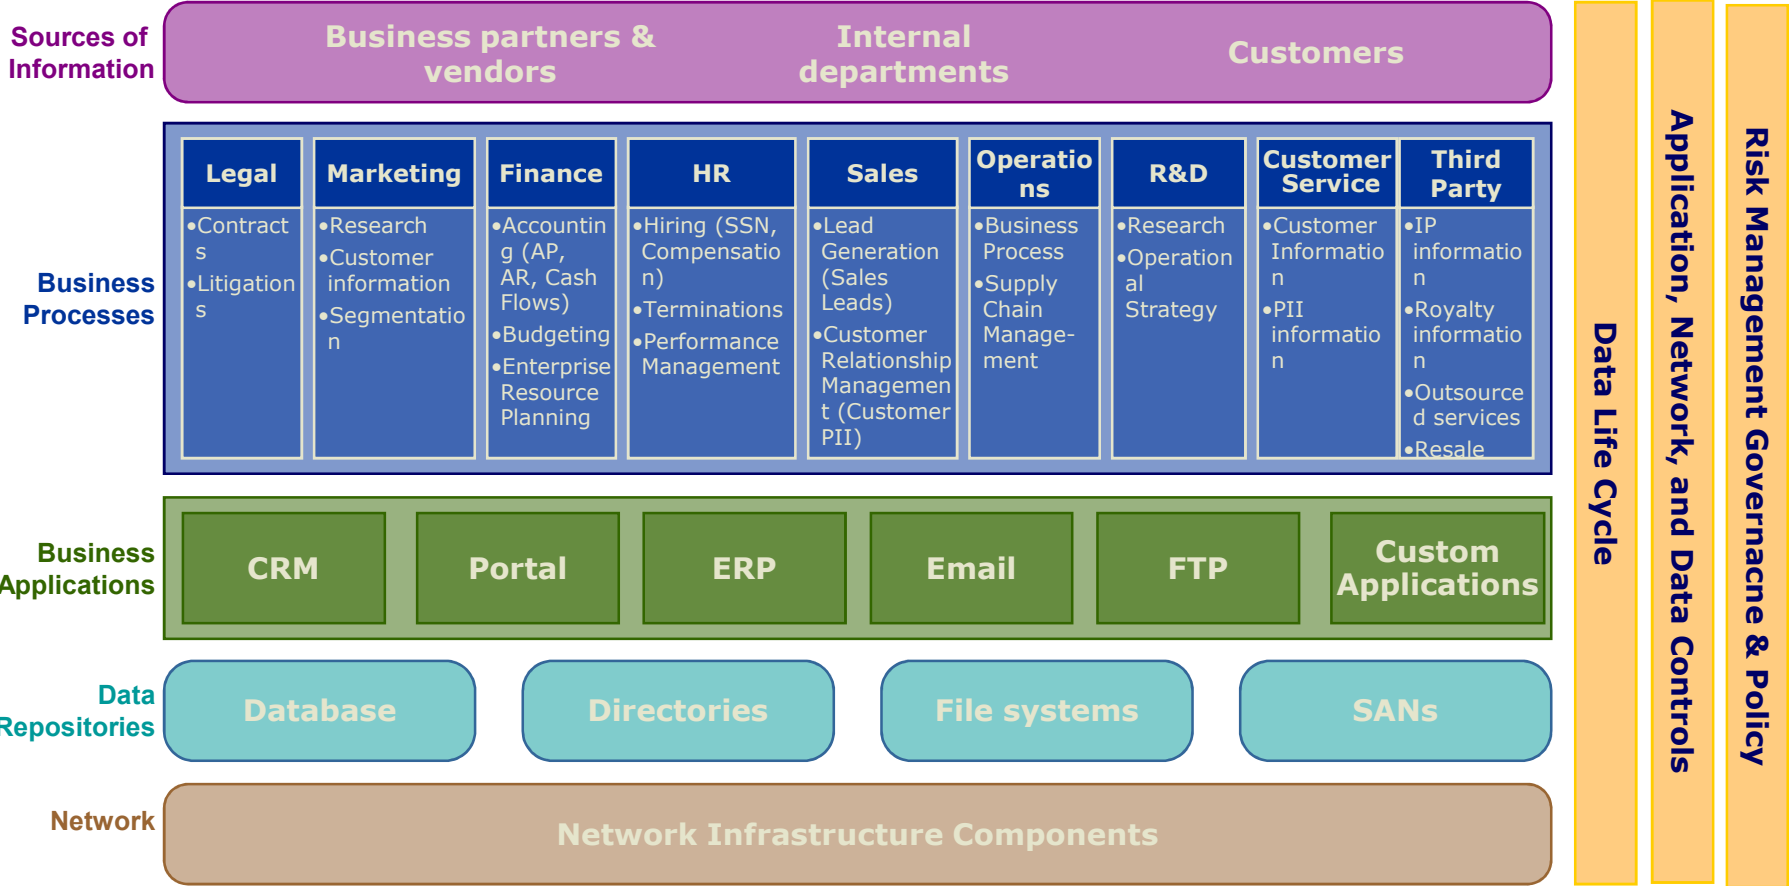 Sources of
Information
Business partners &
vendors
Internal
departments
Customers
Business
Processes
Legal
•Contract
s
•Litigation
s
Marketing
•Research
•Customer
information
•Segmentatio
n
Finance
•Accountin
g (AP,
AR, Cash
Flows)
•Budgeting
•Enterprise
Resource
Planning
HR
•Hiring (SSN,
Compensatio
n)
•Terminations
•Performance
Management
Sales
•Lead
Generation
(Sales
Leads)
•Customer
Relationship
Managemen
t (Customer
PII)
Operatio
ns
•Business
Process
•Supply
Chain
Manage-
ment
R&D
•Research
•Operation
al
Strategy
Customer
Service
•Customer
Informatio
n
•PII
informatio
n
Third
Party
•IP
informatio
n
•Royalty
informatio
n
•Outsource
d services
•Resale
Business
Applications
CRM
Portal
ERP
Email
FTP
Custom
Applications
Data
Repositories
Database
Directories
File systems
SANs
Network
Network Infrastructure Components
Data Life Cycle
Application, Network, and Data Controls
Risk Management Governacne & Policy